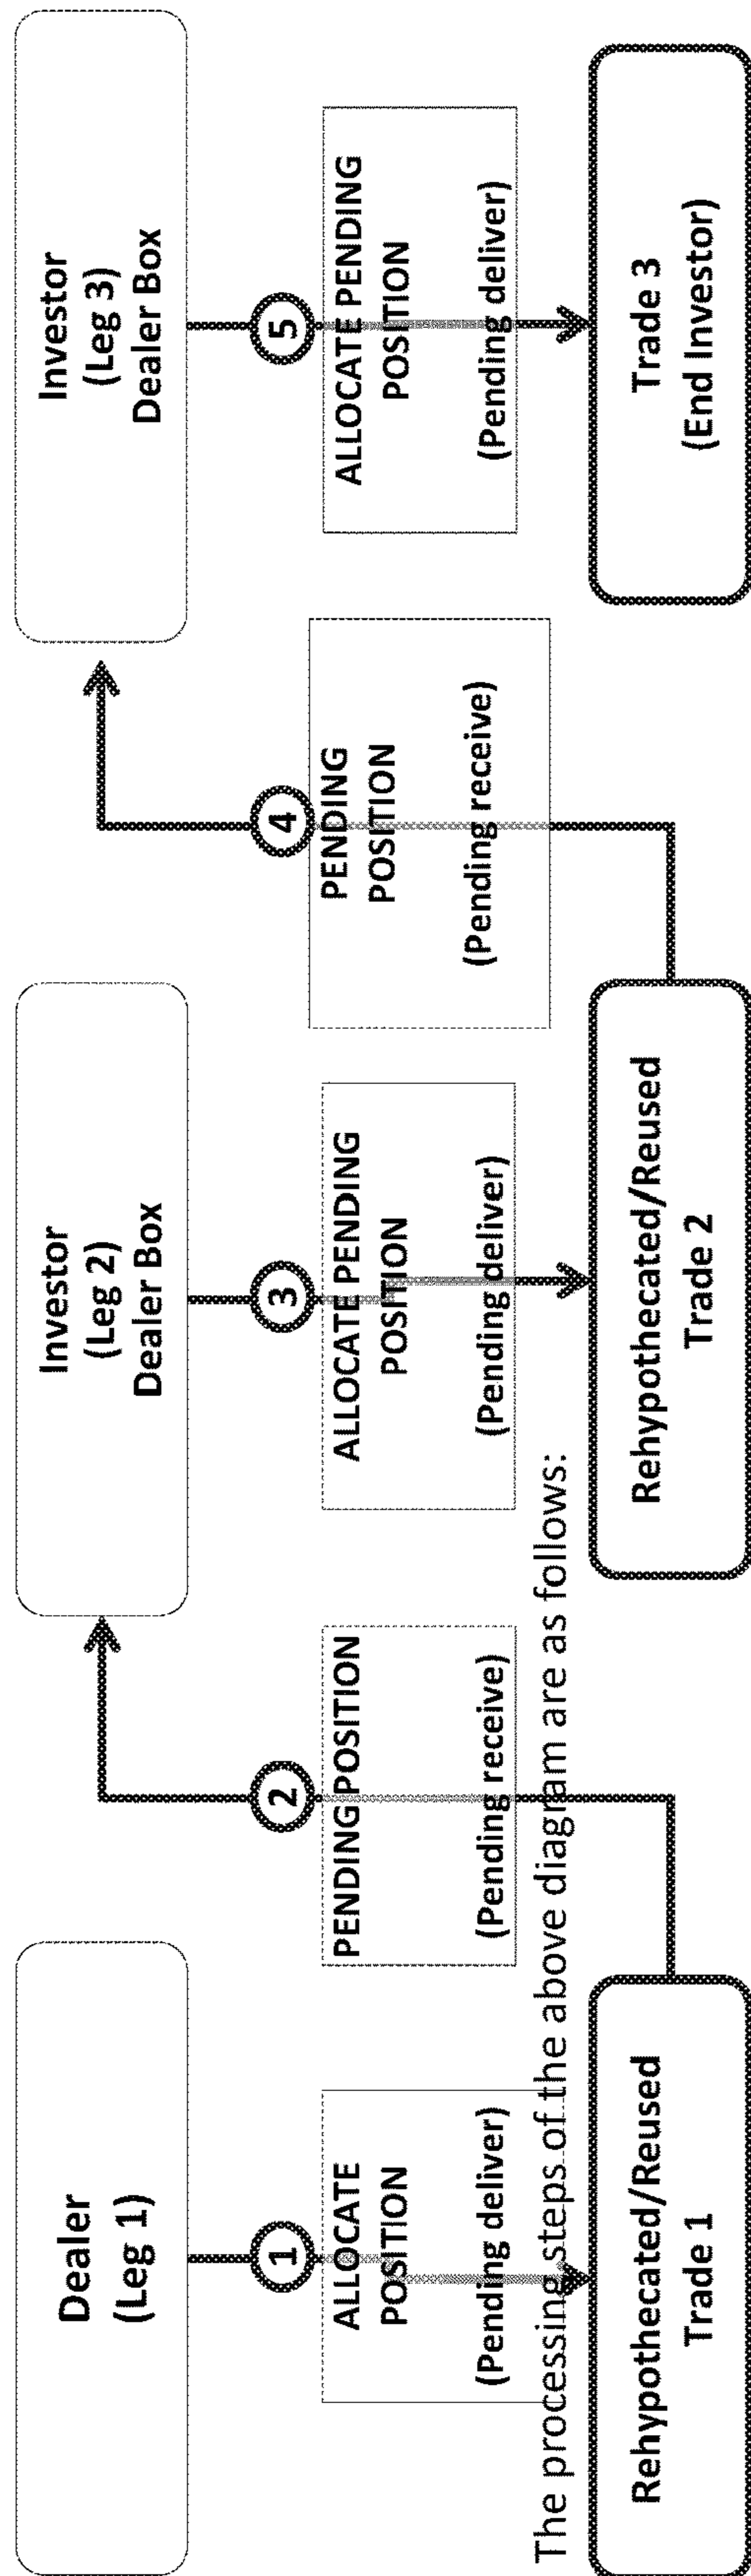 Dealer
(Leg 1)
Investor
(Leg 2)
Dealer Box
Investor
(Leg 3)
Dealer Box
1
ALLOCATE
POSITION
(Pending deliver)
2
PENDING POSITION
(Pending receive)
3
ALLOCATE PENDING
POSITION
(Pending deliver)
4
PENDING
POSITION
(Pending receive)
5
ALLOCATE PENDING
POSITION
(Pending deliver)
The processing steps of the above diagram are as follows:
Rehypothecated/Reused
Trade 1
Rehypothecated/Reused
Trade 2
Trade 3
(End Investor)